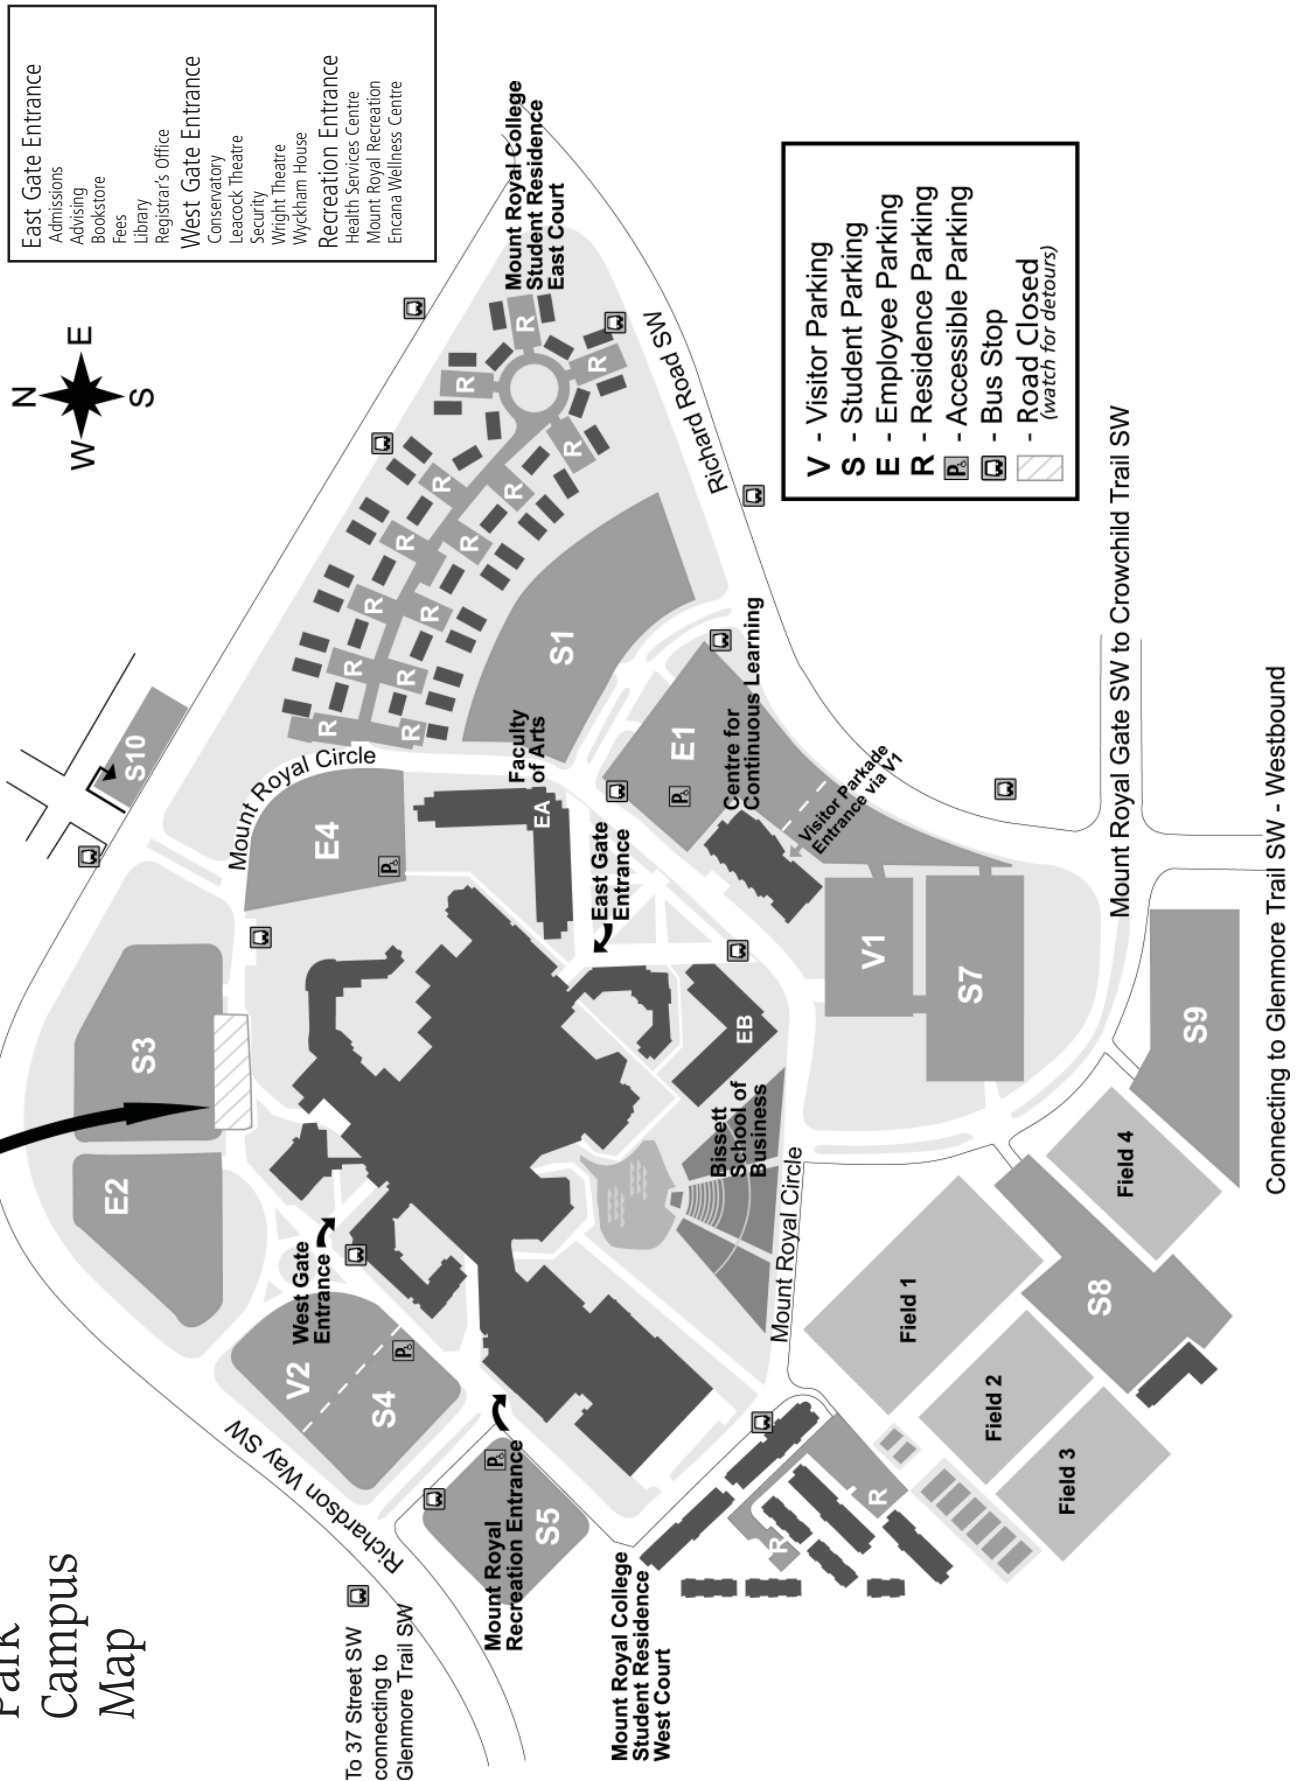 Campus
Map
East Gate Entrance
Admissions
Advising
Bookstore
Fees
Library
Registrar's Office
West Gate Entrance
Conservatory
Leacock Theatre
Security
Wright Theatre
Wyckham House
Recreation Entrance
Health Services Centre
Mount Royal Recreation
Encana Wellness Centre
N
W
E
S
To 37 Street SW
connecting to
Glenmore Trail SW
Richardson Way SW
E2
S3
S10
V2
S4
West Gate
Entrance
E4
Mount Royal Circle
R
R
R
R
R
R
R
R
R
R
R
R
R
R
Mount Royal College
Student Residence
East Court
S5
Mount Royal
Recreation Entrance
EA
Faculty
of Arts
East Gate
Entrance
S1
E1
Richard Road SW
Mount Royal College
Student Residence
West Court
R
R
Bissett
School of
Business
EB
Centre for
Continuous Learning
Visitor Parkade
Entrance via V1
Mount Royal Circle
V1
S7
Field 1
Field 2
Field 3
Field 4
S8
S9
V - Visitor Parking
S - Student Parking
E - Employee Parking
R - Residence Parking
P - Accessible Parking
- Bus Stop
- Road Closed
(watch for detours)
Mount Royal Gate SW to Crowchild Trail SW
Connecting to Glenmore Trail SW - Westbound